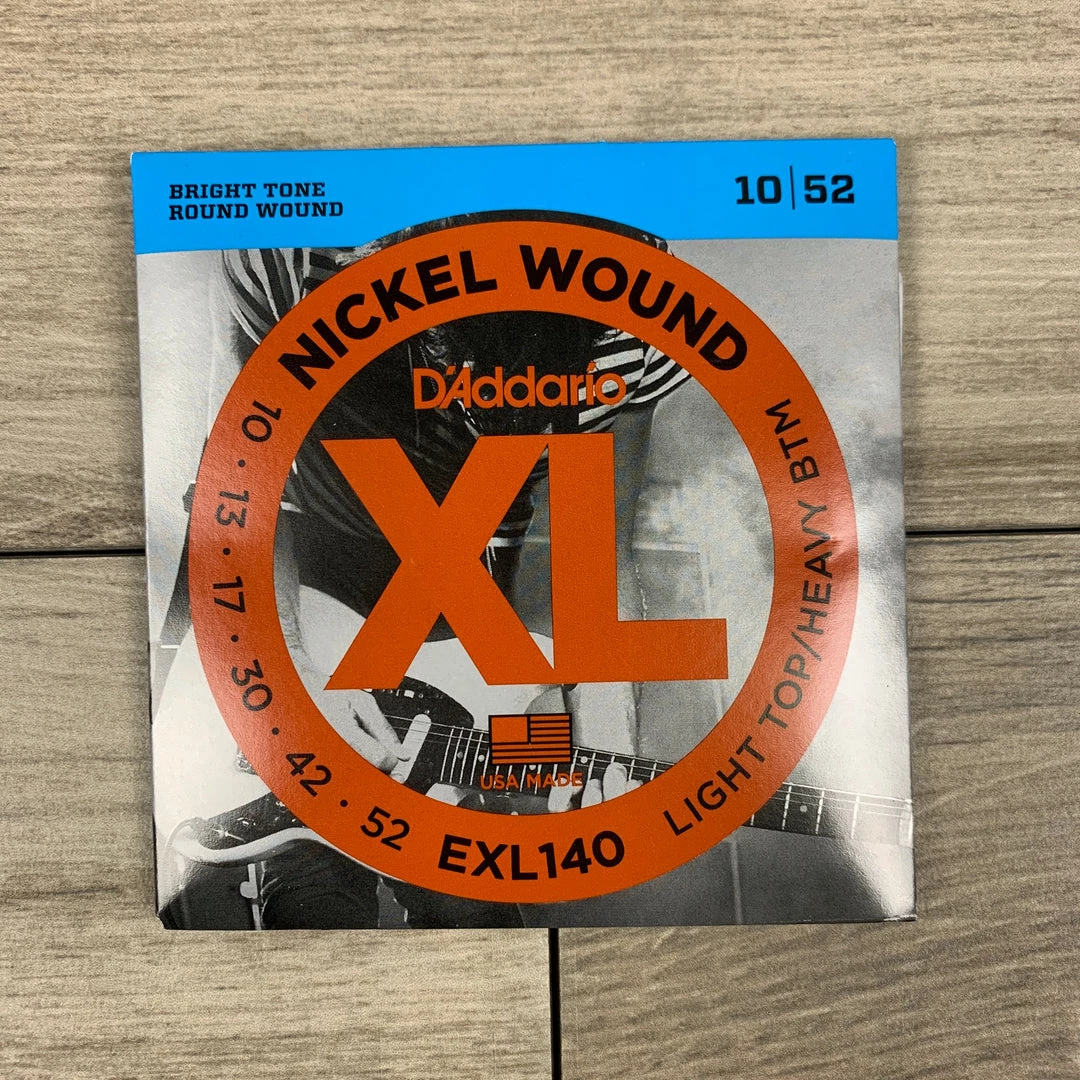 BRIGHT TONE
ROUND WOUND
10|52
NICKEL WOUND
D'Addario
XL
USA MADE
10 · 13 · 17 · 30 · 42 · 52
EXL140
LIGHT TOP/HEAVY BTM